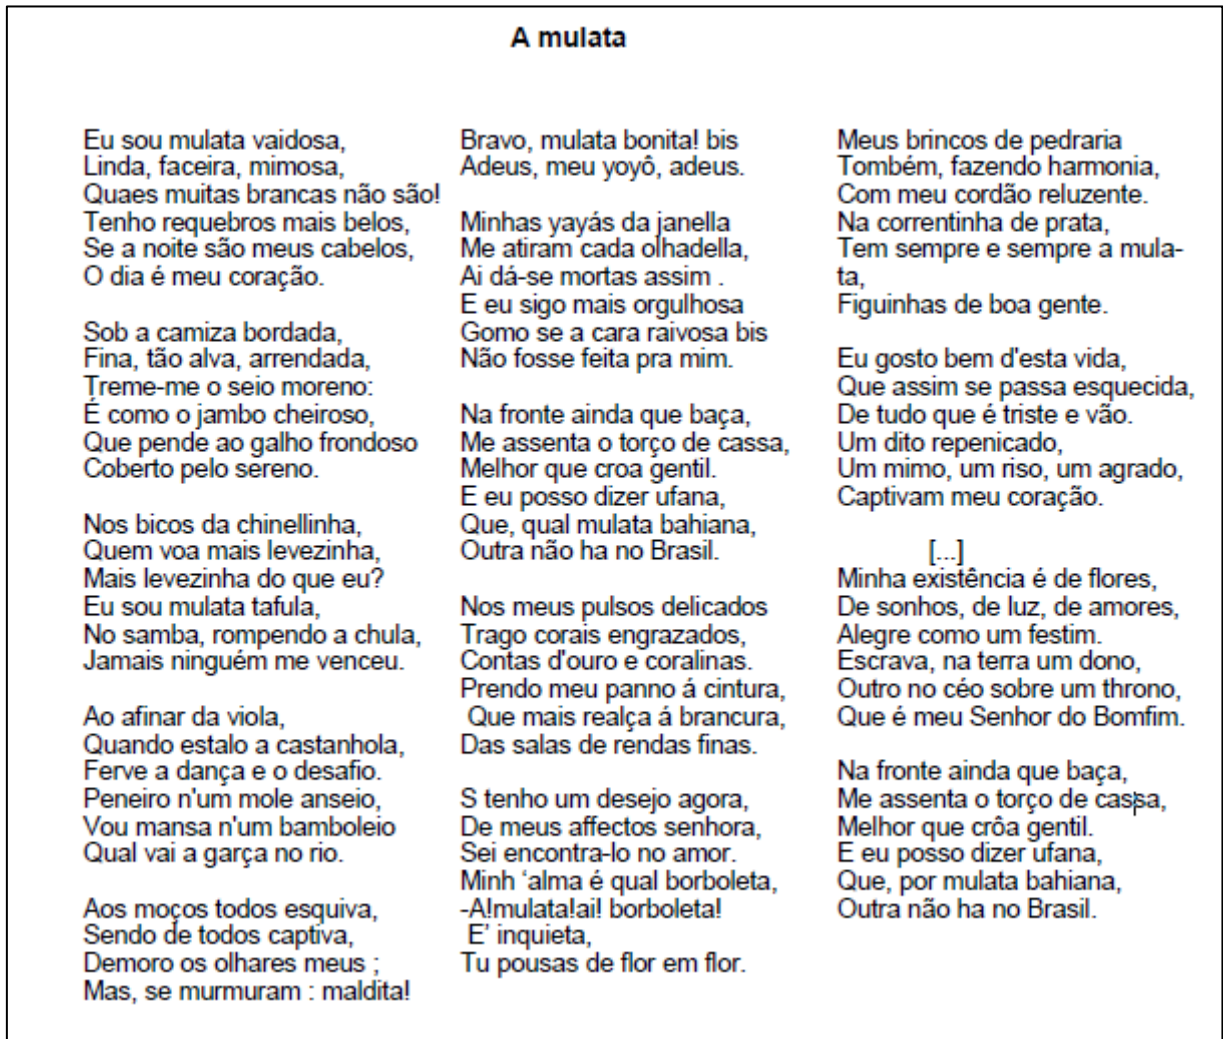 A mulata
Eu sou mulata vaidosa,
Linda, faceira, mimosa,
Quaes muitas brancas não são!
Tenho requebros mais belos,
Se a noite são meus cabelos,
O dia é meu coração.
Sob a camiza bordada,
Fina, tão alva, arrendada,
Treme-me o seio moreno:
É como o jambo cheiroso,
Que pende ao galho frondoso
Coberto pelo sereno.
Nos bicos da chinellinha,
Quem voa mais levezinha,
Mais levezinha do que eu?
Eu sou mulata tafula,
No samba, rompendo a chula,
Jamais ninguém me venceu.
Ao afinar da viola,
Quando estalo a castanhola,
Ferve a dança e o desafio.
Peneiro n'um mole anseio,
Vou mansa n'um bamboleio
Qual vai a garça no rio.
Aos moços todos esquiva,
Sendo de todos captiva,
Demoro os olhares meus ;
Mas, se murmuram : maldita!
Bravo, mulata bonita! bis
Adeus, meu yoyô, adeus.
Minhas yayás da janella
Me atiram cada olhadella,
Ai dá-se mortas assim .
E eu sigo mais orgulhosa
Gomo se a cara raivosa bis
Não fosse feita pra mim.
Na fronte ainda que baça,
Me assenta o torço de cassa,
Melhor que croa gentil.
E eu posso dizer ufana,
Que, qual mulata bahiana,
Outra não ha no Brasil.
Nos meus pulsos delicados
Trago corais engrazados,
Contas d'ouro e coralinas.
Prendo meu panno á cintura,
Que mais realça á brancura,
Das salas de rendas finas.
S tenho um desejo agora,
De meus affectos senhora,
Sei encontra-lo no amor.
Minh ‘alma é qual borboleta,
-A!mulata!ai! borboleta!
E’ inquieta,
Tu pousas de flor em flor.
Meus brincos de pedraria
Tombém, fazendo harmonia,
Com meu cordão reluzente.
Na correntinha de prata,
Tem sempre e sempre a mula-
ta,
Figuinhas de boa gente.
Eu gosto bem d'esta vida,
Que assim se passa esquecida,
De tudo que é triste e vão.
Um dito repenicado,
Um mimo, um riso, um agrado,
Captivam meu coração.
[...]
Minha existência é de flores,
De sonhos, de luz, de amores,
Alegre como um festim.
Escrava, na terra um dono,
Outro no céo sobre um throno,
Que é meu Senhor do Bomfim.
Na fronte ainda que baça,
Me assenta o torço de cassa,
Melhor que crôa gentil.
E eu posso dizer ufana,
Que, por mulata bahiana,
Outra não ha no Brasil.